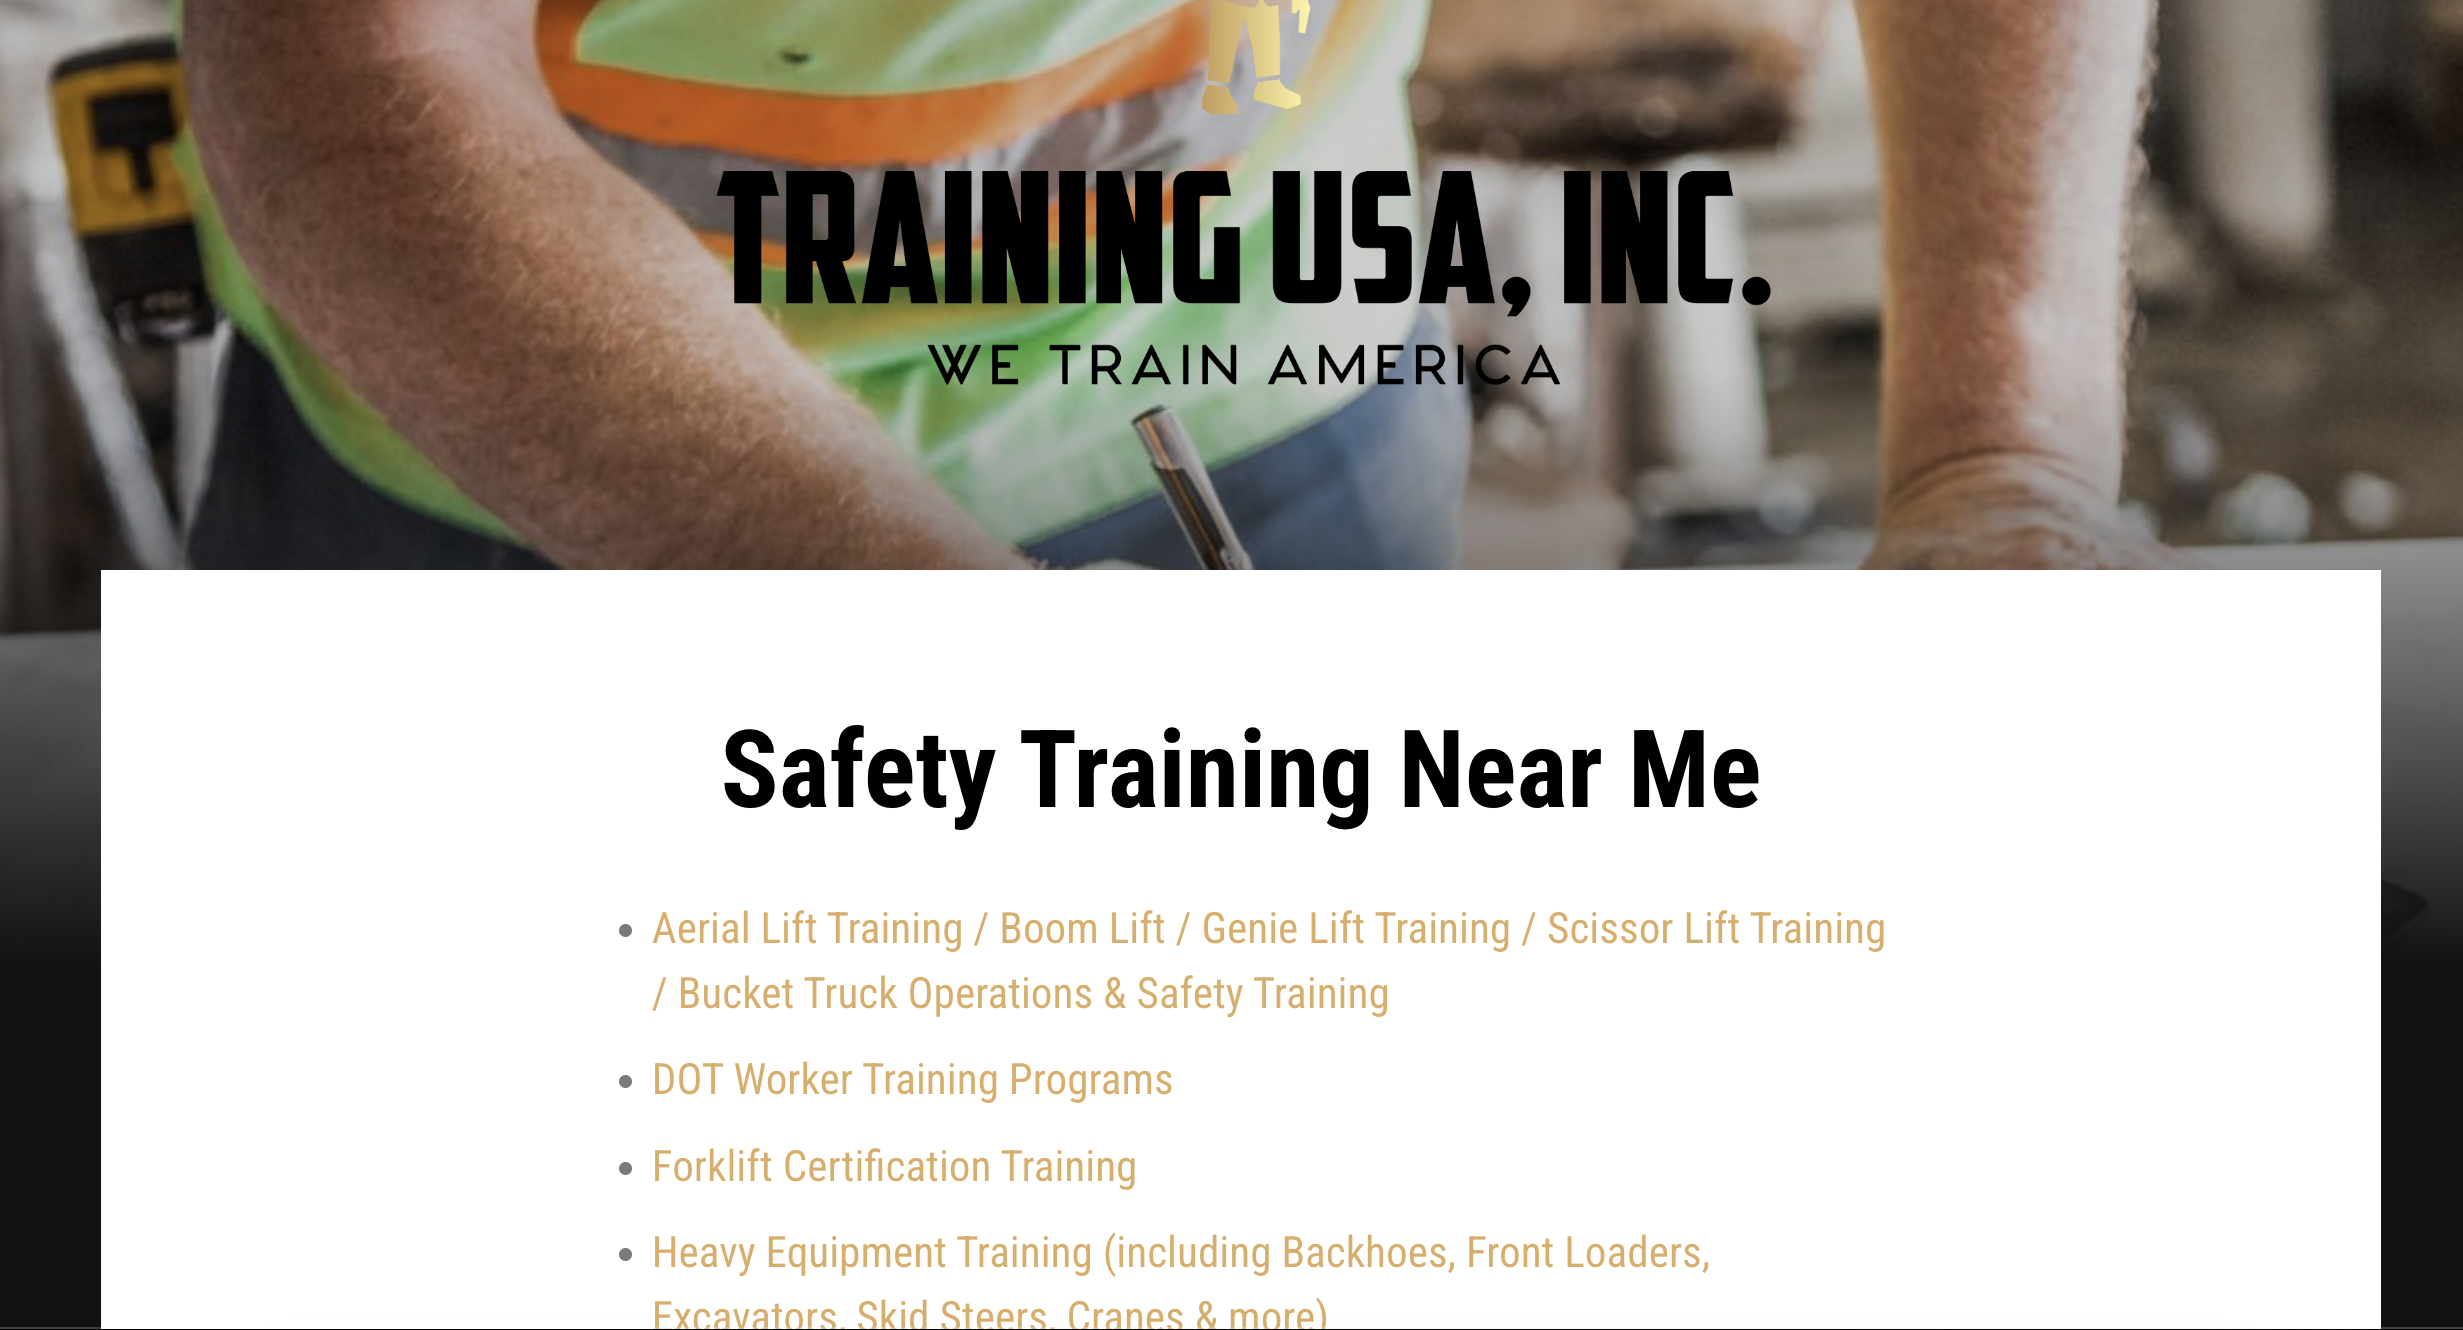 TRAINING USA, INC.
WE TRAIN AMERICA
Safety Training Near Me
• Aerial Lift Training / Boom Lift / Genie Lift Training / Scissor Lift Training
/ Bucket Truck Operations & Safety Training
• DOT Worker Training Programs
• Forklift Certification Training
• Heavy Equipment Training (including Backhoes, Front Loaders,
Excavators, Skid Steers, Cranes & more)